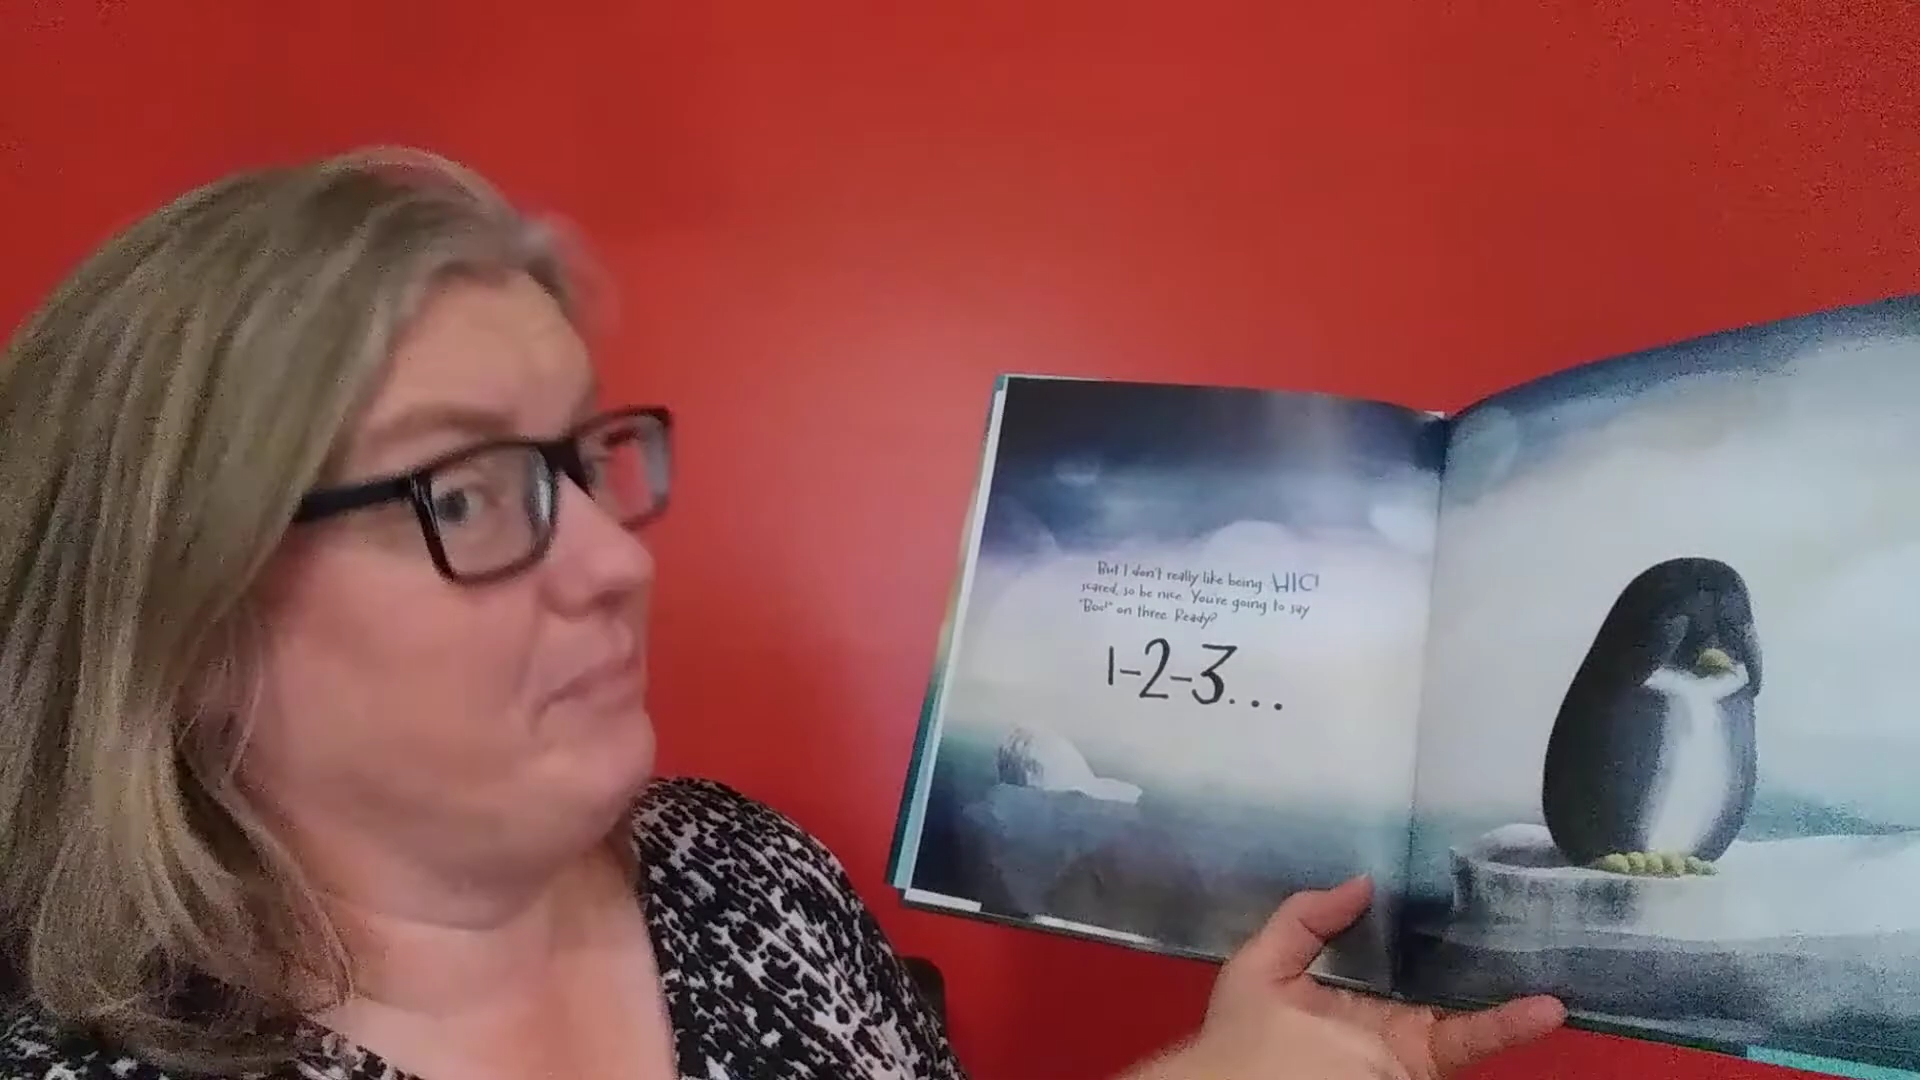 But I don't really like being HIC!
scared, so be nice. You're going to say
"Boo!" on three. Ready?
1-2-3...